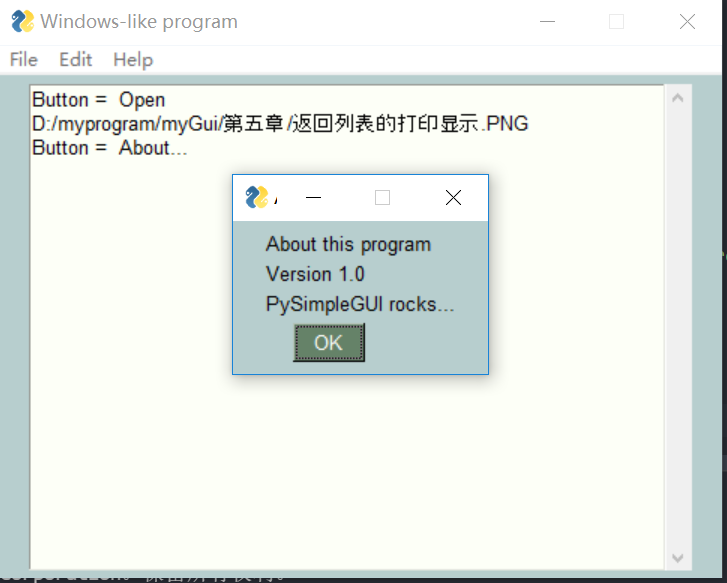 Windows-like program
File Edit Help
Button = Open
D:/myprogram/myGui/第五章/返回列表的打印显示.PNG
Button = About...
About this program
Version 1.0
PySimpleGUI rocks...
OK